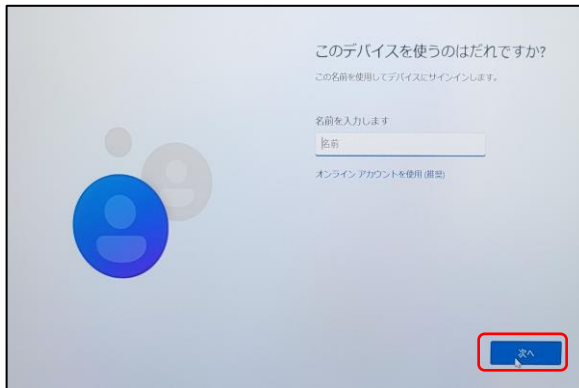 このデバイスを使うのはだれですか?
この名前を使用してデバイスにサインインします。
名前を入力します
名前
オンライン アカウントを使用 (推奨)
次へ